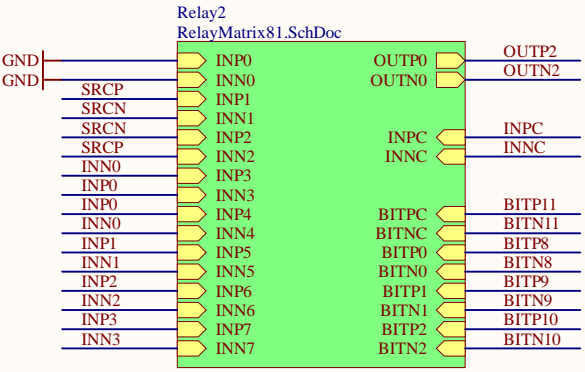 Relay2
RelayMatrix81.SchDoc
GND INP0 OUTP0 OUTP2
GND INN0 OUTN0 OUTN2
SRCP INP1
SRCN INN1
SRCN INP2 INPC INPC
SRCP INN2 INNC INNC
INN0 INP3
INP0 INN3
INP0 INP4 BITPC BITP11
INN0 INN4 BITNC BITN11
INP1 INP5 BITP0 BITP8
INN1 INN5 BITN0 BITN8
INP2 INP6 BITP1 BITP9
INN2 INN6 BITN1 BITN9
INP3 INP7 BITP2 BITP10
INN3 INN7 BITN2 BITN10